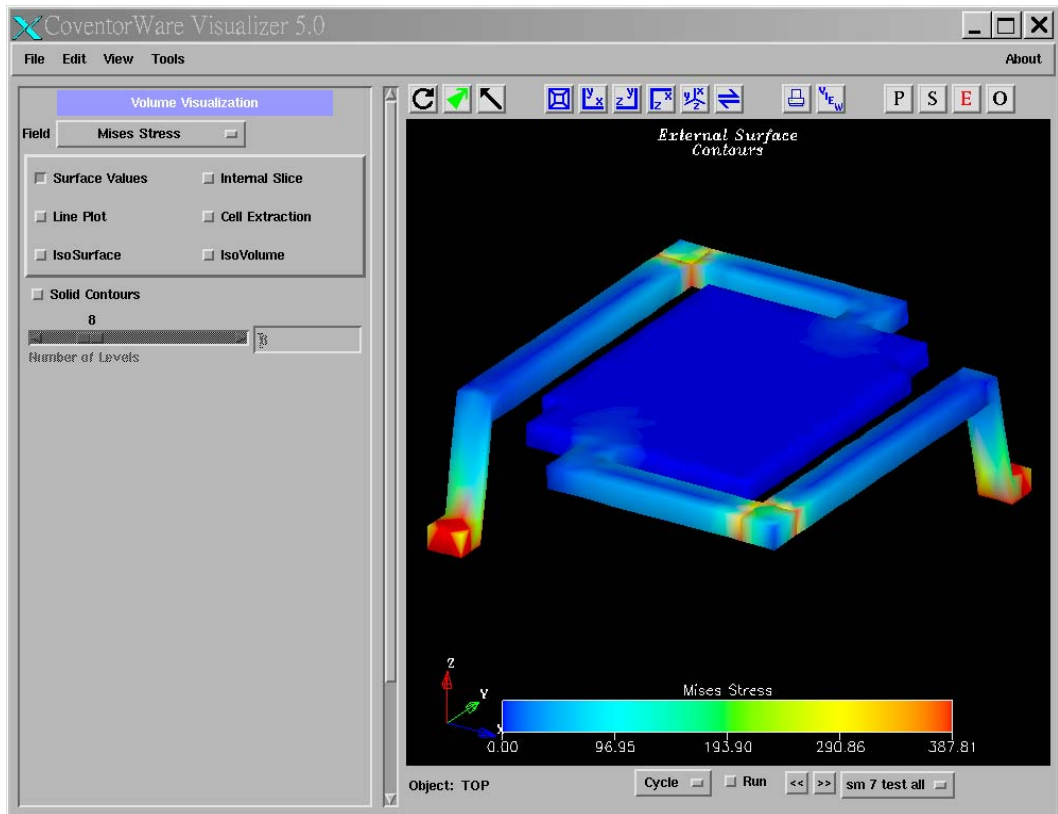 CoventorWare Visualizer 5.0
File Edit View Tools About
Volume Visualization
Field Mises Stress
Surface Values Internal Slice
Line Plot Cell Extraction
IsoSurface IsoVolume
Solid Contours
8
8
Number of Levels
P S E O
External Surface
Contours
Z
Y
X
Mises Stress
0.00 96.95 193.90 290.86 387.81
Object: TOP Cycle Run << >> sm 7 test all